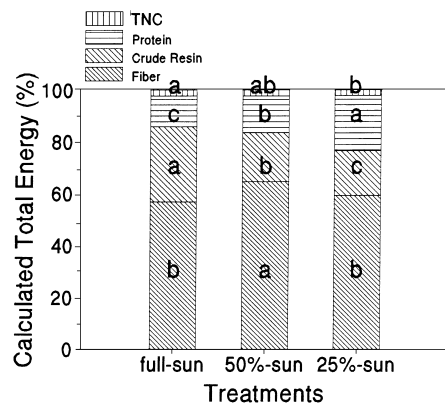 TNC
Protein
Crude Resin
Fiber
Calculated Total Energy (%)
100
80
60
40
20
0
a
ab
b
c
b
a
a
b
c
b
a
b
full-sun
50%-sun
25%-sun
Treatments